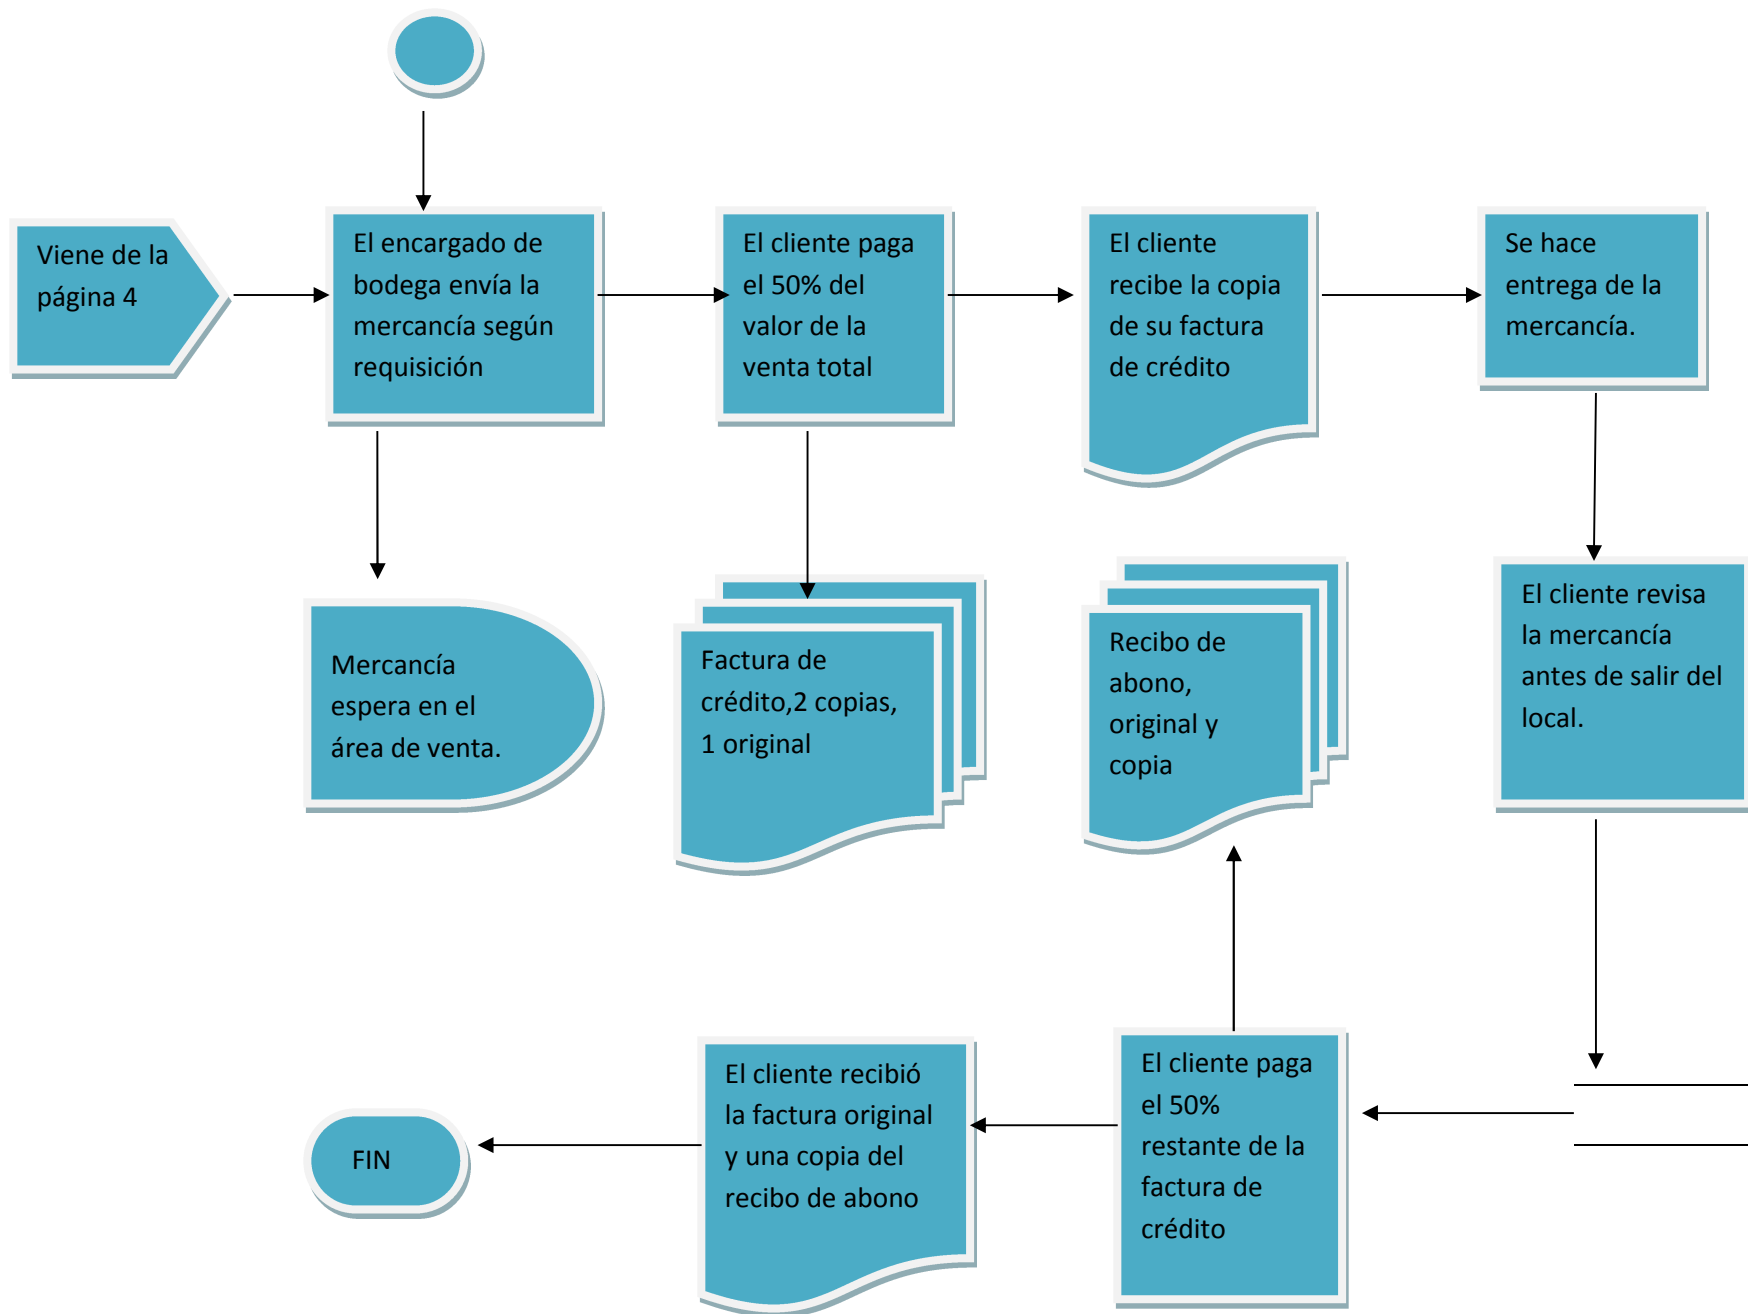 Viene de la
página 4
El encargado de
bodega envía la
mercancía según
requisición
El cliente paga
el 50% del
valor de la
venta total
El cliente
recibe la copia
de su factura
de crédito
Se hace
entrega de la
mercancía.
Mercancía
espera en el
área de venta.
Factura de
crédito,2 copias,
1 original
Recibo de
abono,
original y
copia
El cliente revisa
la mercancía
antes de salir del
local.
FIN
El cliente recibió
la factura original
y una copia del
recibo de abono
El cliente paga
el 50%
restante de la
factura de
crédito